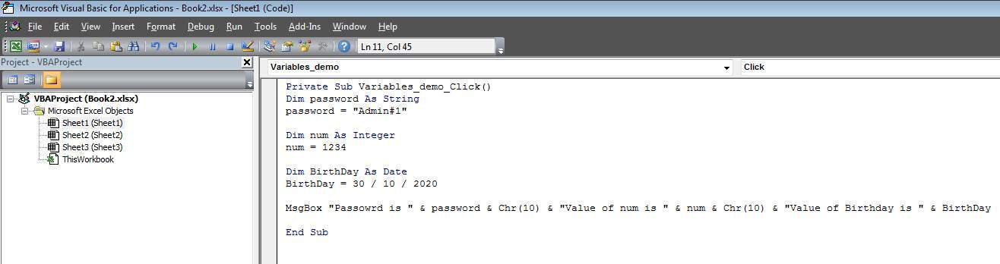 Microsoft Visual Basic for Applications - Book2.xlsx - [Sheet1 (Code)]
File Edit View Insert Format Debug Run Tools Add-Ins Window Help
Ln 11, Col 45
Project - VBAProject
VBAProject (Book2.xlsx)
Microsoft Excel Objects
Sheet1 (Sheet1)
Sheet2 (Sheet2)
Sheet3 (Sheet3)
ThisWorkbook
Variables_demo Click
Private Sub Variables_demo_Click()
Dim password As String
password = "Admin#1"
Dim num As Integer
num = 1234
Dim BirthDay As Date
BirthDay = 30 / 10 / 2020
MsgBox "Passowrd is " & password & Chr(10) & "Value of num is " & num & Chr(10) & "Value of Birthday is " & BirthDay
End Sub